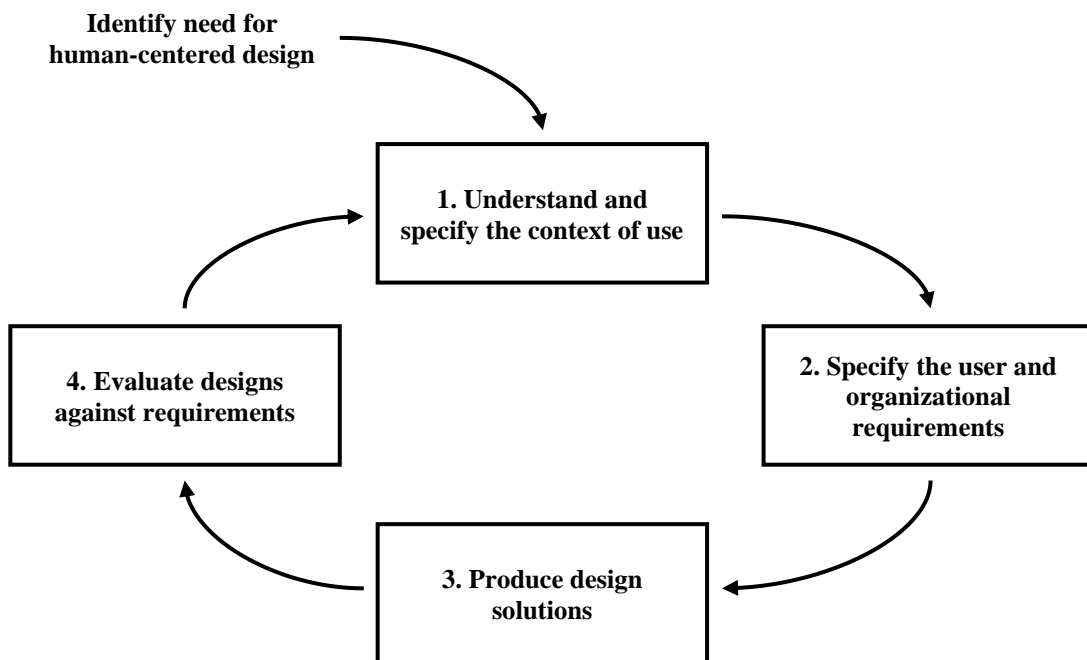 Identify need for
human-centered design
1. Understand and
specify the context of use
2. Specify the user and
organizational
requirements
3. Produce design
solutions
4. Evaluate designs
against requirements